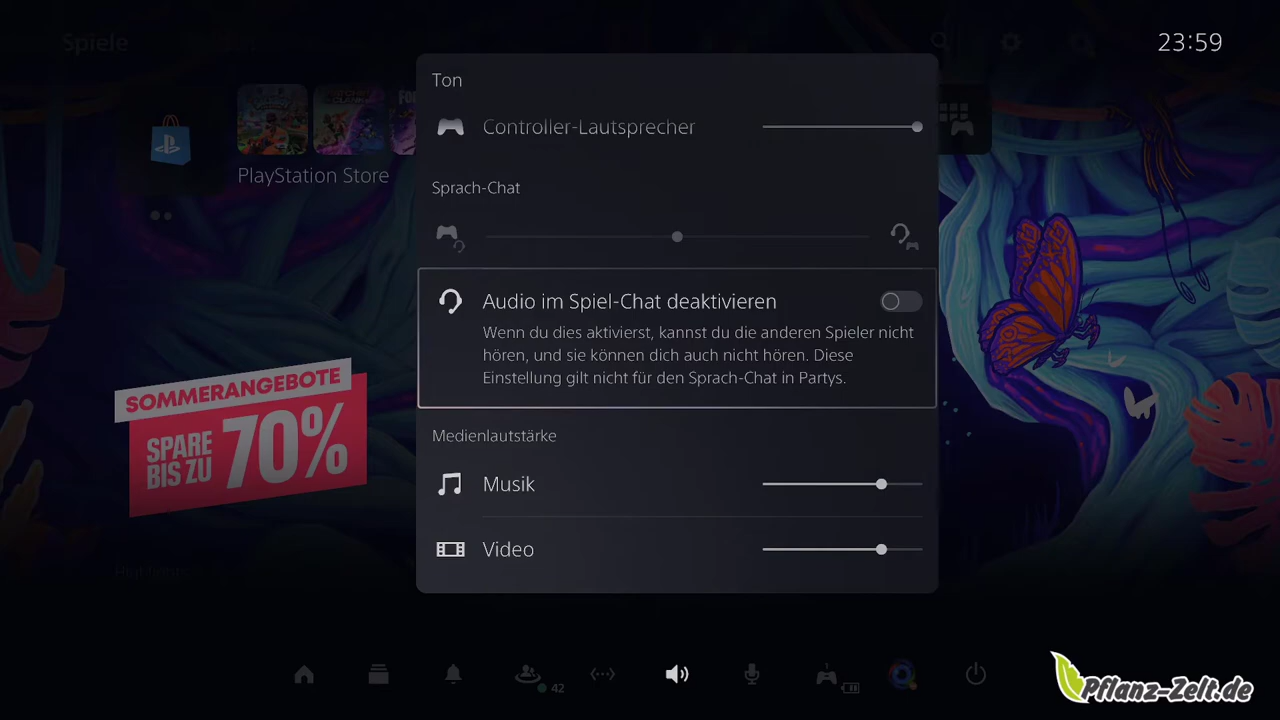 Spiele
23:59
Ton
Controller-Lautsprecher
PlayStation Store
Sprach-Chat
Audio im Spiel-Chat deaktivieren
Wenn du dies aktivierst, kannst du die anderen Spieler nicht
hören, und sie können dich auch nicht hören. Diese
Einstellung gilt nicht für den Sprach-Chat in Partys.
SOMMERANGEBOTE
SPARE
BIS ZU
70%
Medienlautstärke
Musik
Video
42
Pflanz-Zelt.de